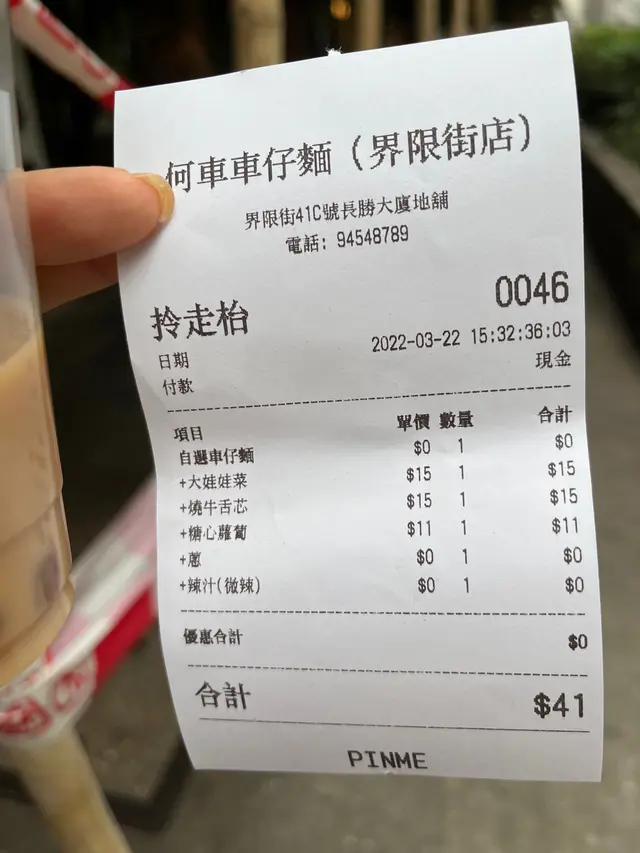 何車車仔麵（界限街店）
界限街41C號長勝大廈地舖
電話: 94548789
0046
拎走枱
日期 2022-03-22 15:32:36:03
付款 現金
項目 單價 數量 合計
自選車仔麵 $0 1 $0
+大娃娃菜 $15 1 $15
+燒牛舌芯 $15 1 $15
+糖心蘿蔔 $11 1 $11
+蔥 $0 1 $0
+辣汁(微辣) $0 1 $0
優惠合計 $0
合計 $41
PINME